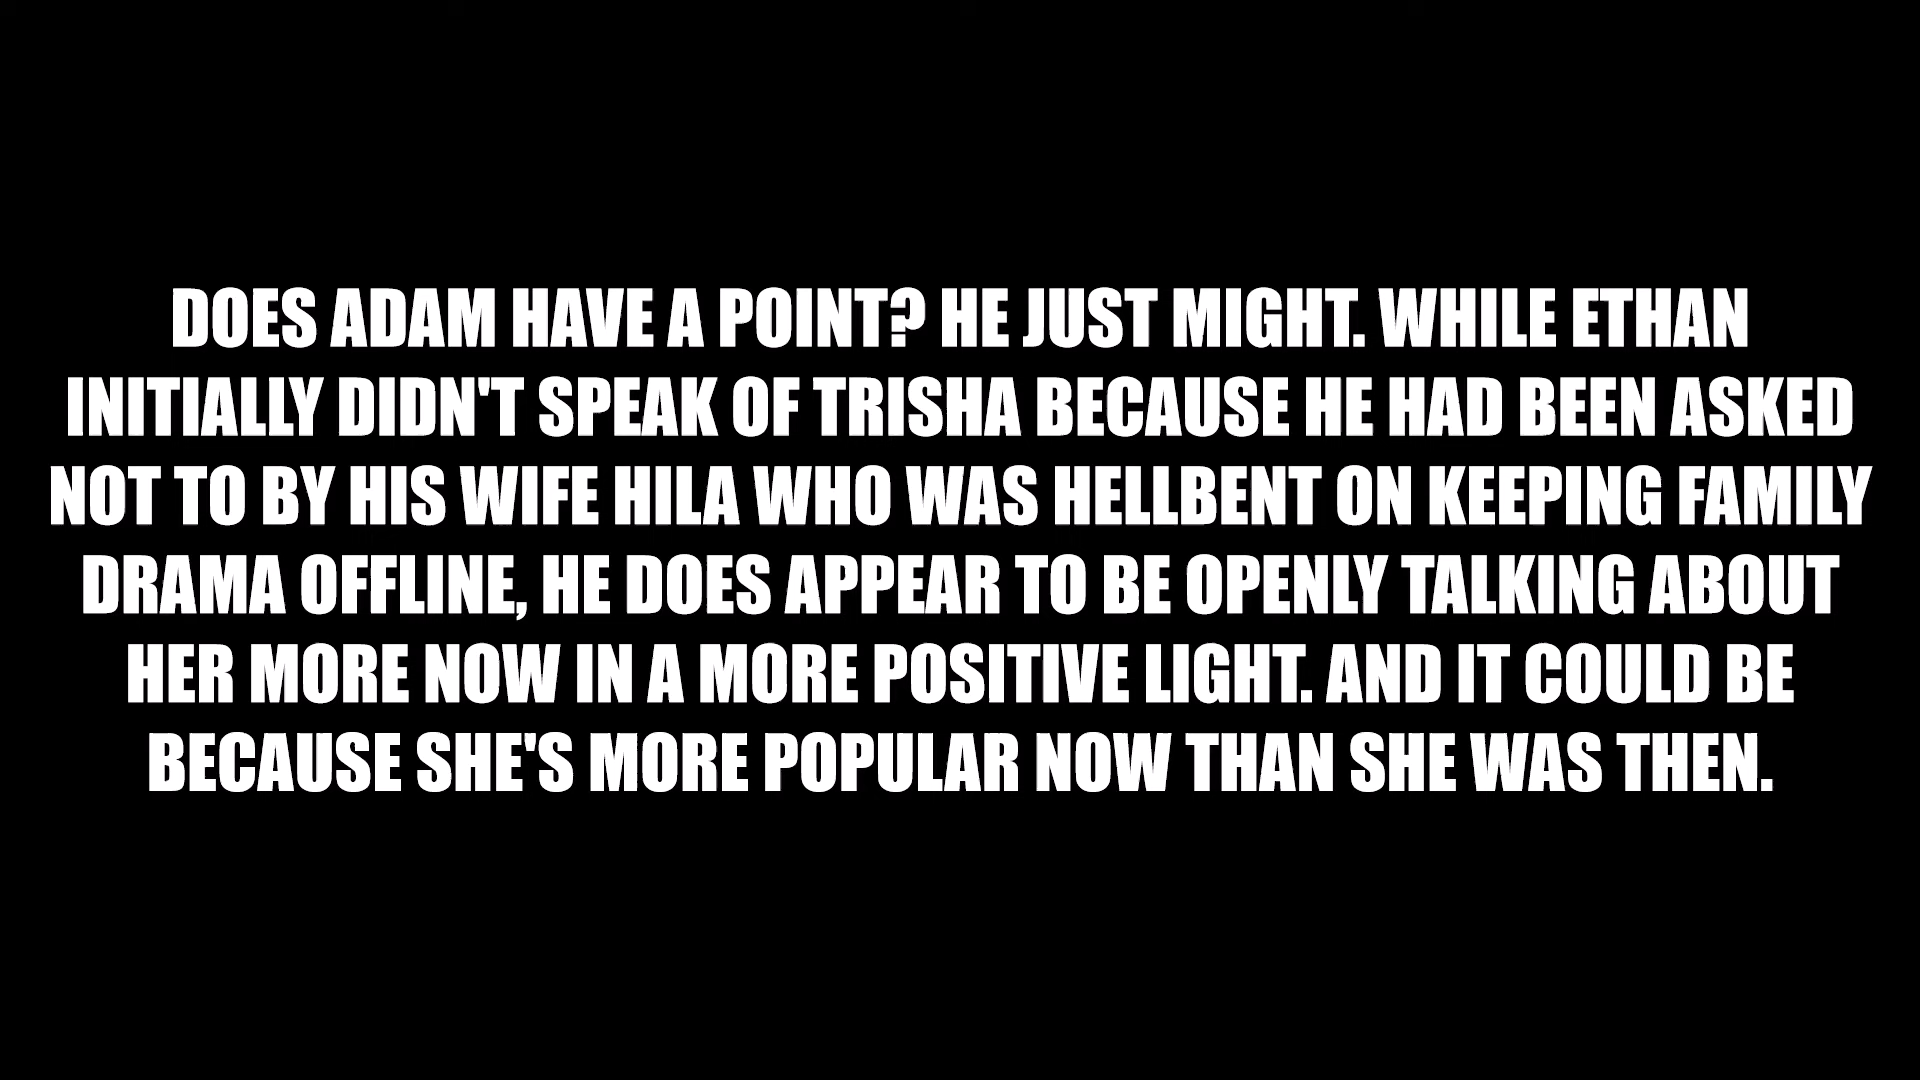 DOES ADAM HAVE A POINT? HE JUST MIGHT. WHILE ETHAN
INITIALLY DIDN'T SPEAK OF TRISHA BECAUSE HE HAD BEEN ASKED
NOT TO BY HIS WIFE HILA WHO WAS HELLBENT ON KEEPING FAMILY
DRAMA OFFLINE, HE DOES APPEAR TO BE OPENLY TALKING ABOUT
HER MORE NOW IN A MORE POSITIVE LIGHT. AND IT COULD BE
BECAUSE SHE'S MORE POPULAR NOW THAN SHE WAS THEN.